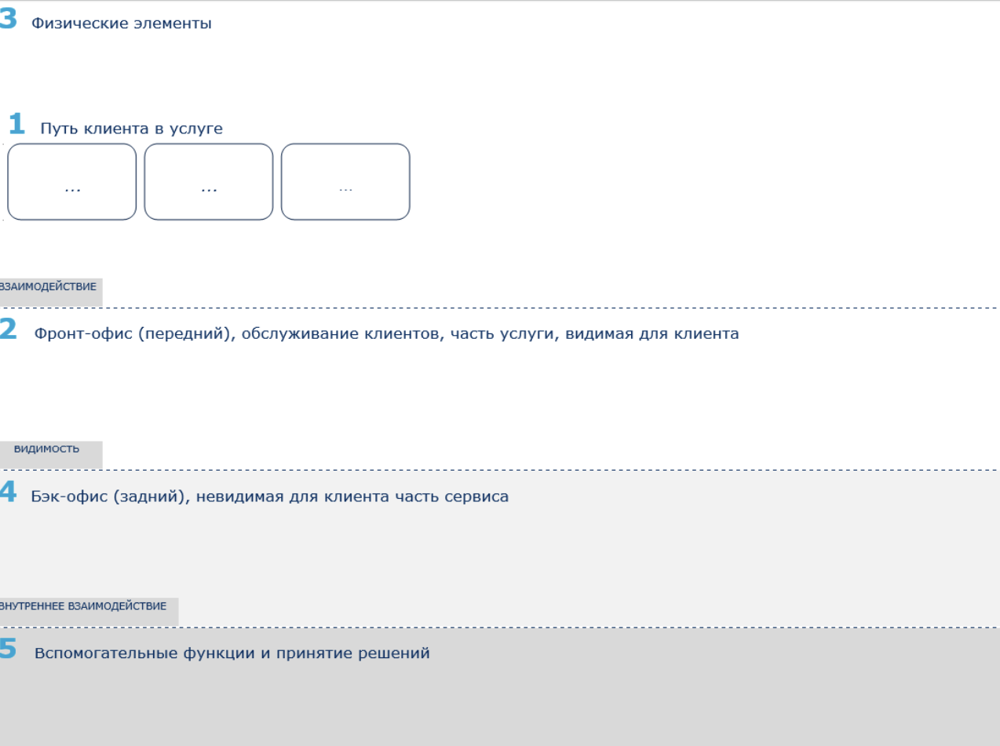 3 Физические элементы
1 Путь клиента в услуге
... ... ...
ВЗАИМОДЕЙСТВИЕ
2 Фронт-офис (передний), обслуживание клиентов, часть услуги, видимая для клиента
ВИДИМОСТЬ
4 Бэк-офис (задний), невидимая для клиента часть сервиса
ВНУТРЕННЕЕ ВЗАИМОДЕЙСТВИЕ
5 Вспомогательные функции и принятие решений